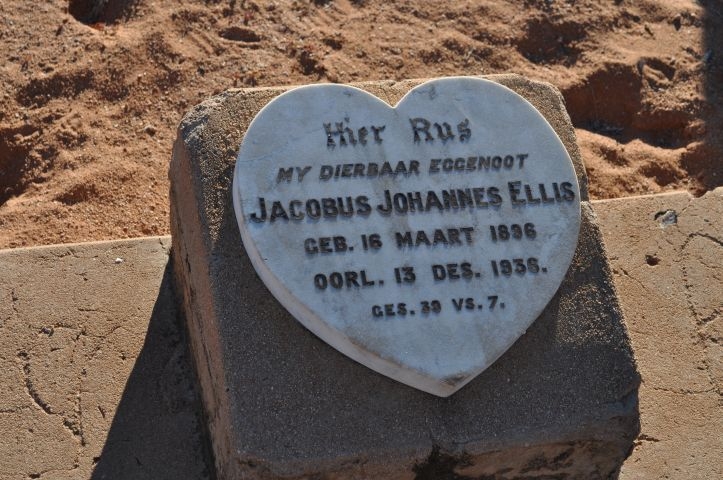 Hier Rus
MY DIERBAAR EGGENOOT
JACOBUS JOHANNES ELLIS
GEB. 16 MAART 1896
OORL. 13 DES. 1936.
GES. 39 VS. 7.